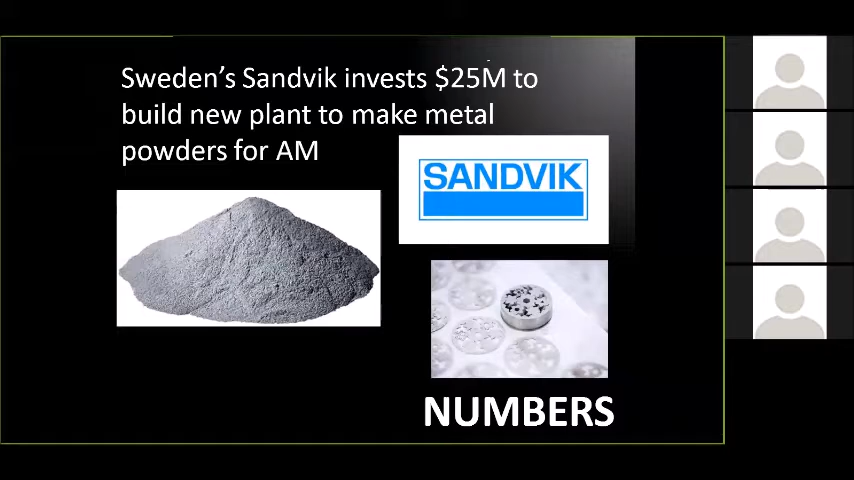 Sweden’s Sandvik invests $25M to
build new plant to make metal
powders for AM
SANDVIK
NUMBERS